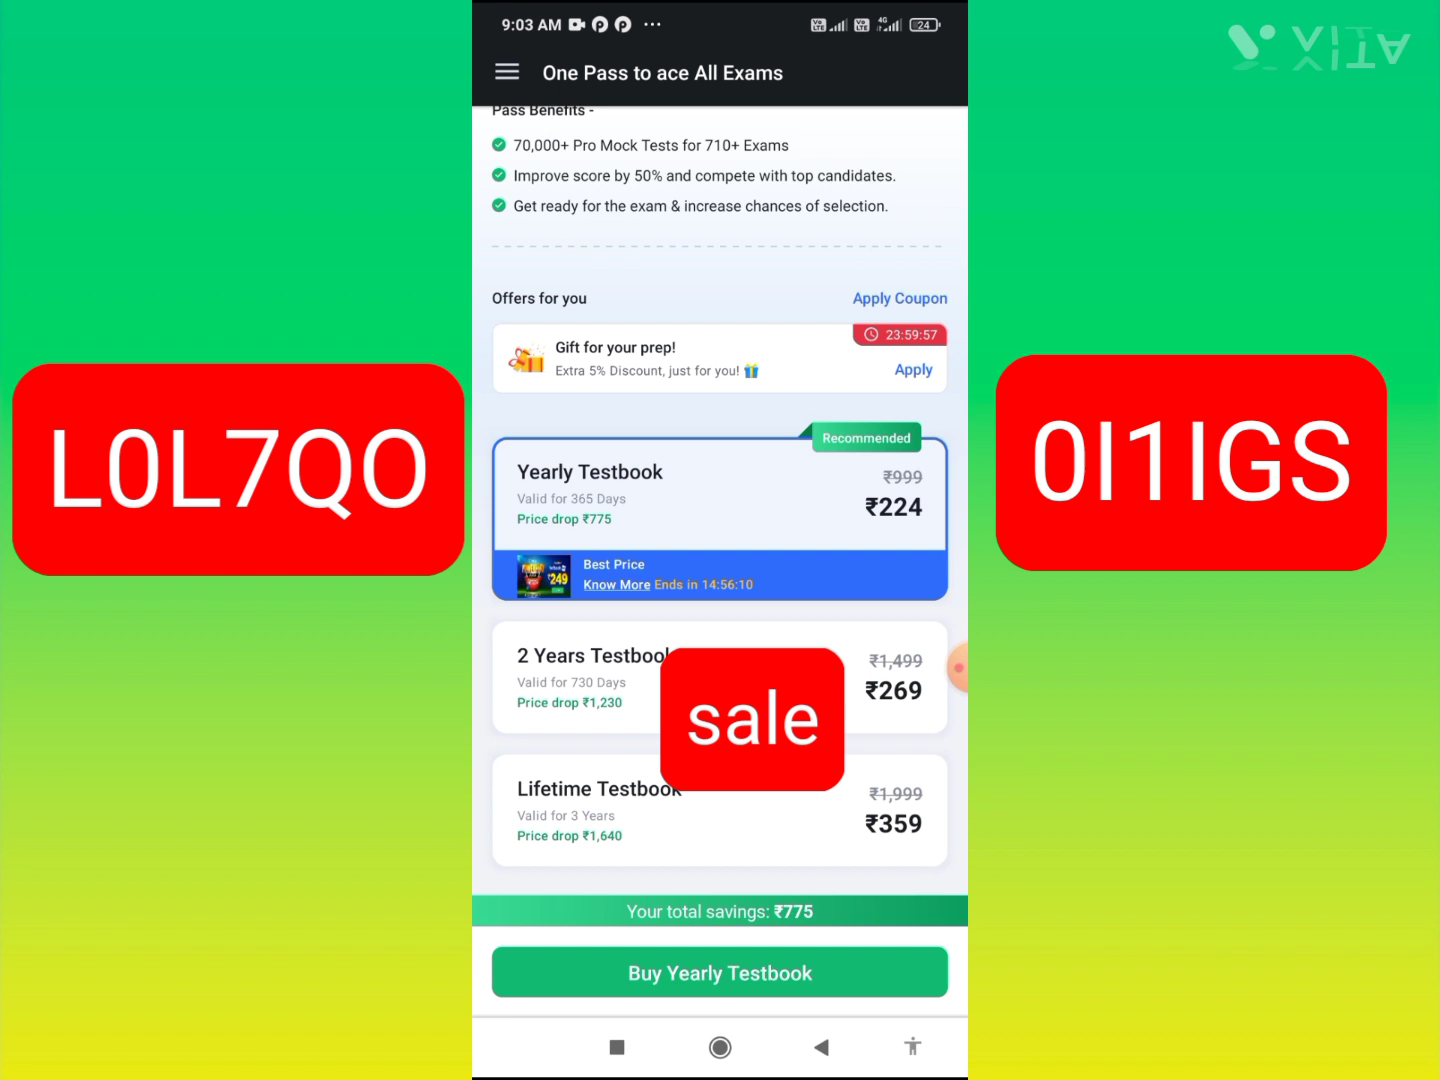 9:03 AM
24
VITA
One Pass to ace All Exams
Pass Benefits -
70,000+ Pro Mock Tests for 710+ Exams
Improve score by 50% and compete with top candidates.
Get ready for the exam & increase chances of selection.
Offers for you
Apply Coupon
23:59:57
Gift for your prep!
Extra 5% Discount, just for you!
Apply
L0L7QO
0I1IGS
Recommended
Yearly Testbook
₹999
Valid for 365 Days
₹224
Price drop ₹775
₹249
Best Price
Know More Ends in 14:56:10
2 Years Testbook
₹1,499
Valid for 730 Days
₹269
Price drop ₹1,230
sale
Lifetime Testbook
₹1,999
Valid for 3 Years
₹359
Price drop ₹1,640
Your total savings: ₹775
Buy Yearly Testbook